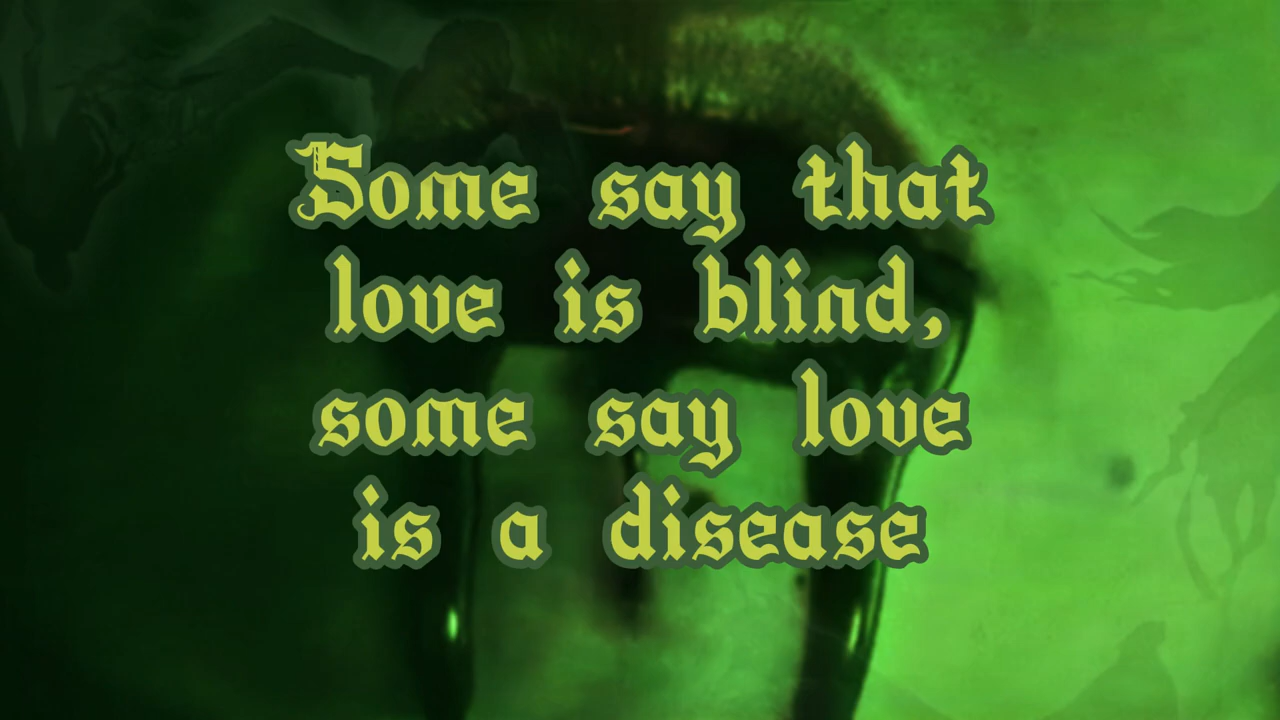 Some say that
love is blind,
some say love
is a disease